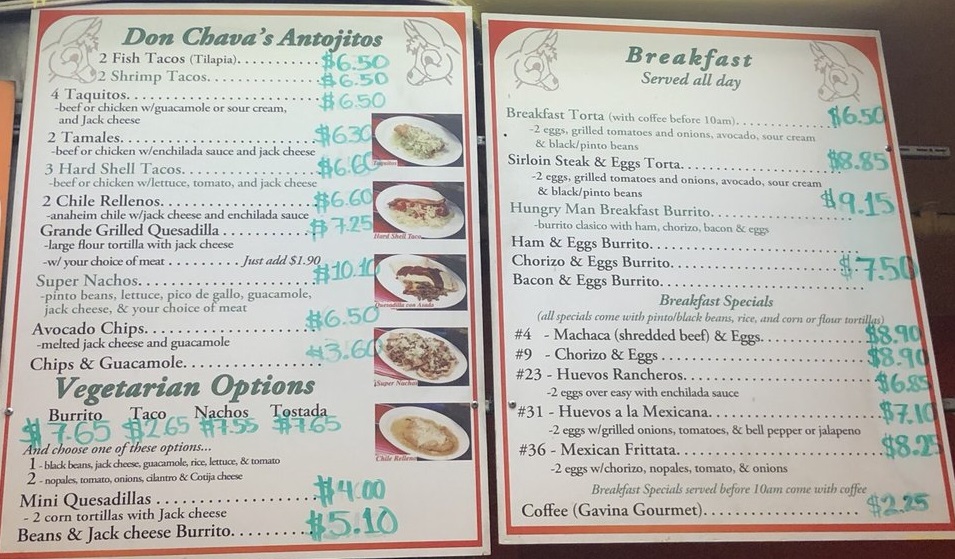 Don Chava's Antojitos
2 Fish Tacos (Tilapia). $6.50
2 Shrimp Tacos. $6.50
4 Taquitos. $6.50
-beef or chicken w/guacamole or sour cream,
and Jack cheese
2 Tamales. $6.30
-beef or chicken w/enchilada sauce and jack cheese
3 Hard Shell Tacos. $6.60
-beef or chicken w/lettuce, tomato, and jack cheese
2 Chile Rellenos. $6.60
-anaheim chile w/jack cheese and enchilada sauce
Grande Grilled Quesadilla . $7.25
-large flour tortilla with jack cheese
-w/ your choice of meat . . . . . . . . . Just add $1.90
Super Nachos. $10.10
-pinto beans, lettuce, pico de gallo, guacamole,
jack cheese, & your choice of meat
Avocado Chips. $6.50
-melted jack cheese and guacamole
Chips & Guacamole. $3.60
Taquitos
Hard Shell Taco
Quesadilla con Asada
Super Nachos
Chile Relleno
Vegetarian Options
Burrito Taco Nachos Tostada
$7.65 $2.65 $7.55 $7.65
And choose one of these options...
1 - black beans, jack cheese, guacamole, rice, lettuce, & tomato
2 - nopales, tomato, onions, cilantro & Cotija cheese
Mini Quesadillas . $4.00
- 2 corn tortillas with Jack cheese
Beans & Jack cheese Burrito. $5.10
Breakfast
Served all day
Breakfast Torta (with coffee before 10am). $6.50
-2 eggs, grilled tomatoes and onions, avocado, sour cream
& black/pinto beans
Sirloin Steak & Eggs Torta. $8.85
-2 eggs, grilled tomatoes and onions, avocado, sour cream
& black/pinto beans
Hungry Man Breakfast Burrito. $9.15
-burrito clasico with ham, chorizo, bacon & eggs
Ham & Eggs Burrito.
Chorizo & Eggs Burrito. $7.50
Bacon & Eggs Burrito.
Breakfast Specials
(all specials come with pinto/black beans, rice, and corn or flour tortillas)
#4 - Machaca (shredded beef) & Eggs. $8.90
#9 - Chorizo & Eggs . $8.90
#23 - Huevos Rancheros. $6.85
-2 eggs over easy with enchilada sauce
#31 - Huevos a la Mexicana. $7.10
-2 eggs w/grilled onions, tomatoes, & bell pepper or jalapeno
#36 - Mexican Frittata. $8.25
-2 eggs w/chorizo, nopales, tomato, & onions
Breakfast Specials served before 10am come with coffee
Coffee (Gavina Gourmet). $2.25